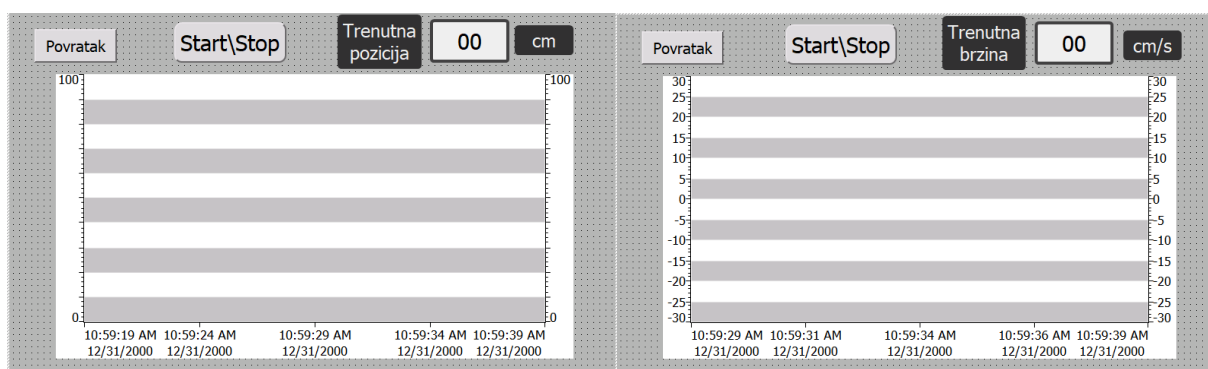 Povratak
Start\Stop
Trenutna
pozicija
00
cm
100
100
0
0
10:59:19 AM 10:59:24 AM 10:59:29 AM 10:59:34 AM 10:59:39 AM
12/31/2000 12/31/2000 12/31/2000 12/31/2000 12/31/2000
Povratak
Start\Stop
Trenutna
brzina
00
cm/s
30 30
25 25
20 20
15 15
10 10
5 5
0 0
-5 -5
-10 -10
-15 -15
-20 -20
-25 -25
-30 -30
10:59:29 AM 10:59:31 AM 10:59:34 AM 10:59:36 AM 10:59:39 AM
12/31/2000 12/31/2000 12/31/2000 12/31/2000 12/31/2000